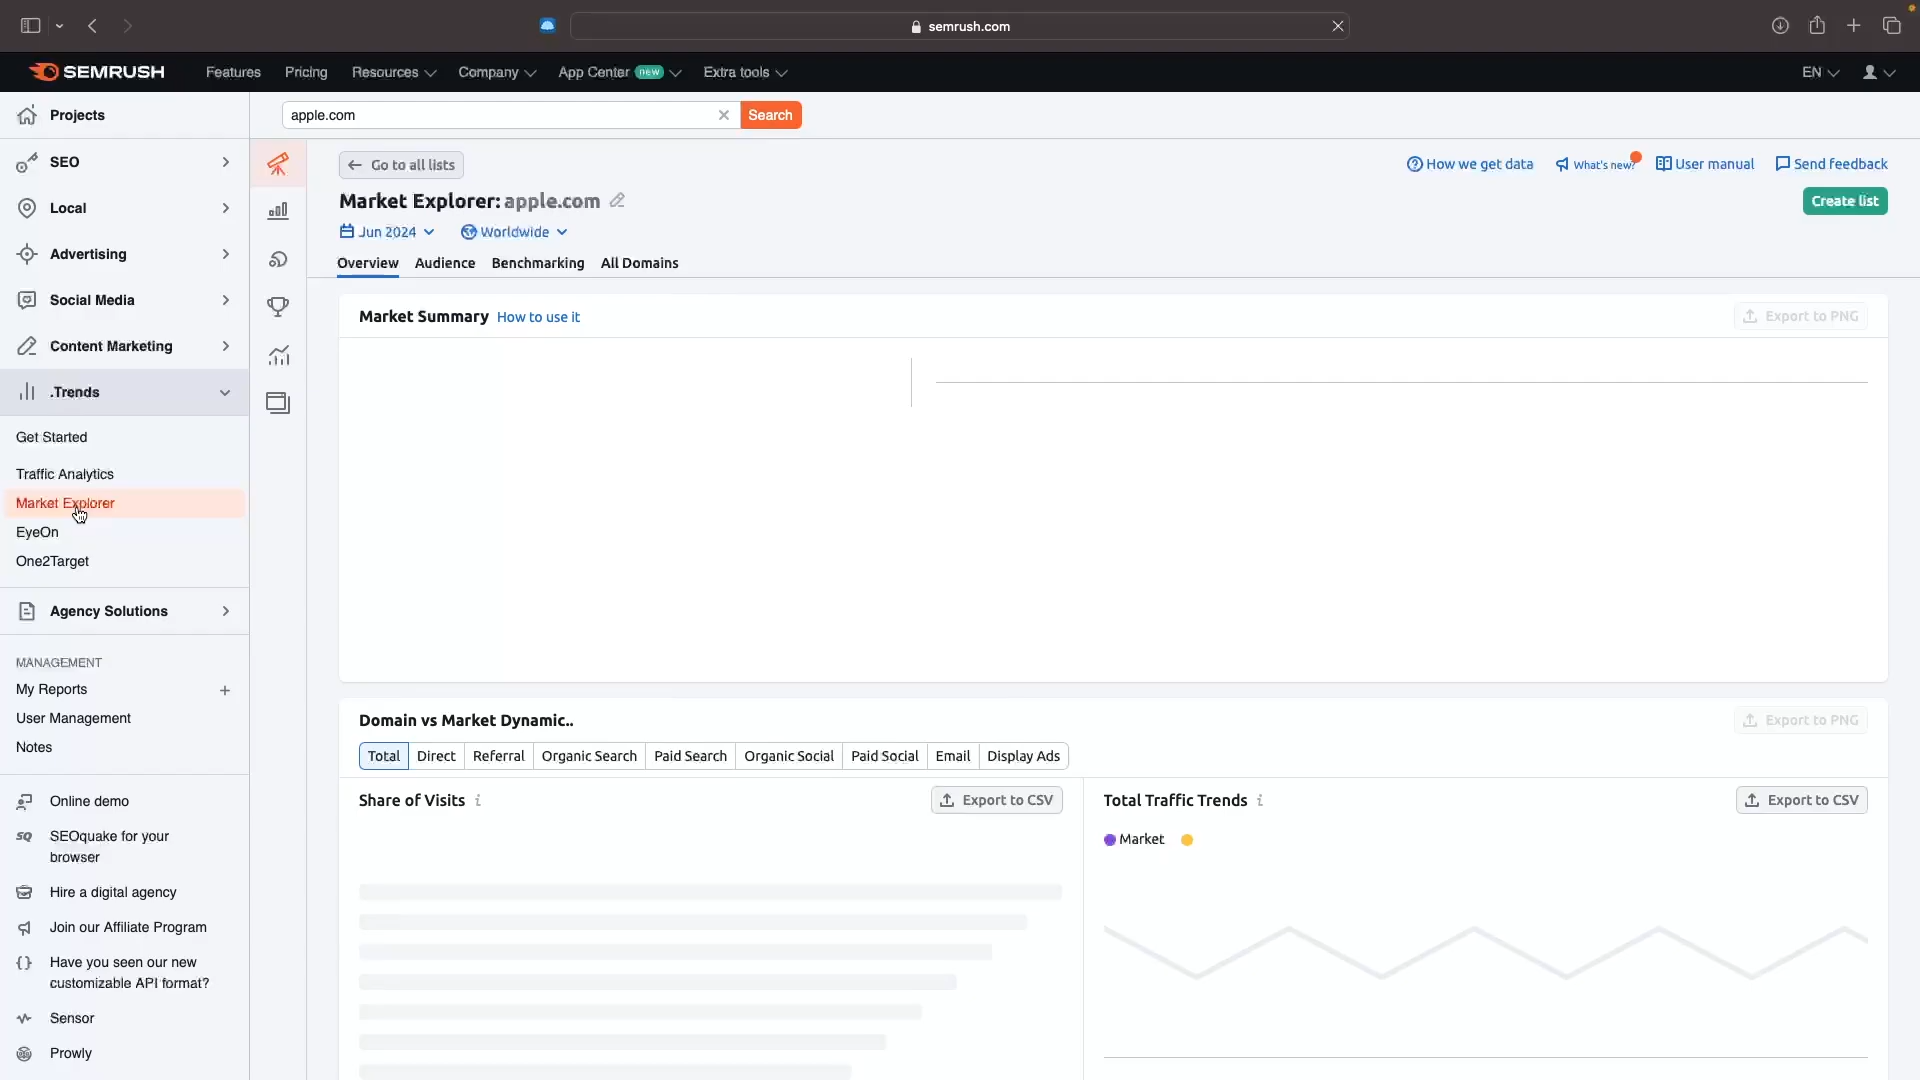 semrush.com
SEMRUSH
Features
Pricing
Resources
Company
App Center new
Extra tools
EN
Projects
apple.com
Search
SEO
Local
Advertising
Social Media
Content Marketing
.Trends
Get Started
Traffic Analytics
Market Explorer
EyeOn
One2Target
Agency Solutions
MANAGEMENT
My Reports
User Management
Notes
Online demo
SEOquake for your
browser
Hire a digital agency
Join our Affiliate Program
Have you seen our new
customizable API format?
Sensor
Prowly
Go to all lists
How we get data
What's new?
User manual
Send feedback
Market Explorer: apple.com
Create list
Jun 2024
Worldwide
Overview
Audience
Benchmarking
All Domains
Market Summary
How to use it
Export to PNG
Domain vs Market Dynamic..
Export to PNG
Total
Direct
Referral
Organic Search
Paid Search
Organic Social
Paid Social
Email
Display Ads
Share of Visits
Export to CSV
Total Traffic Trends
Export to CSV
Market